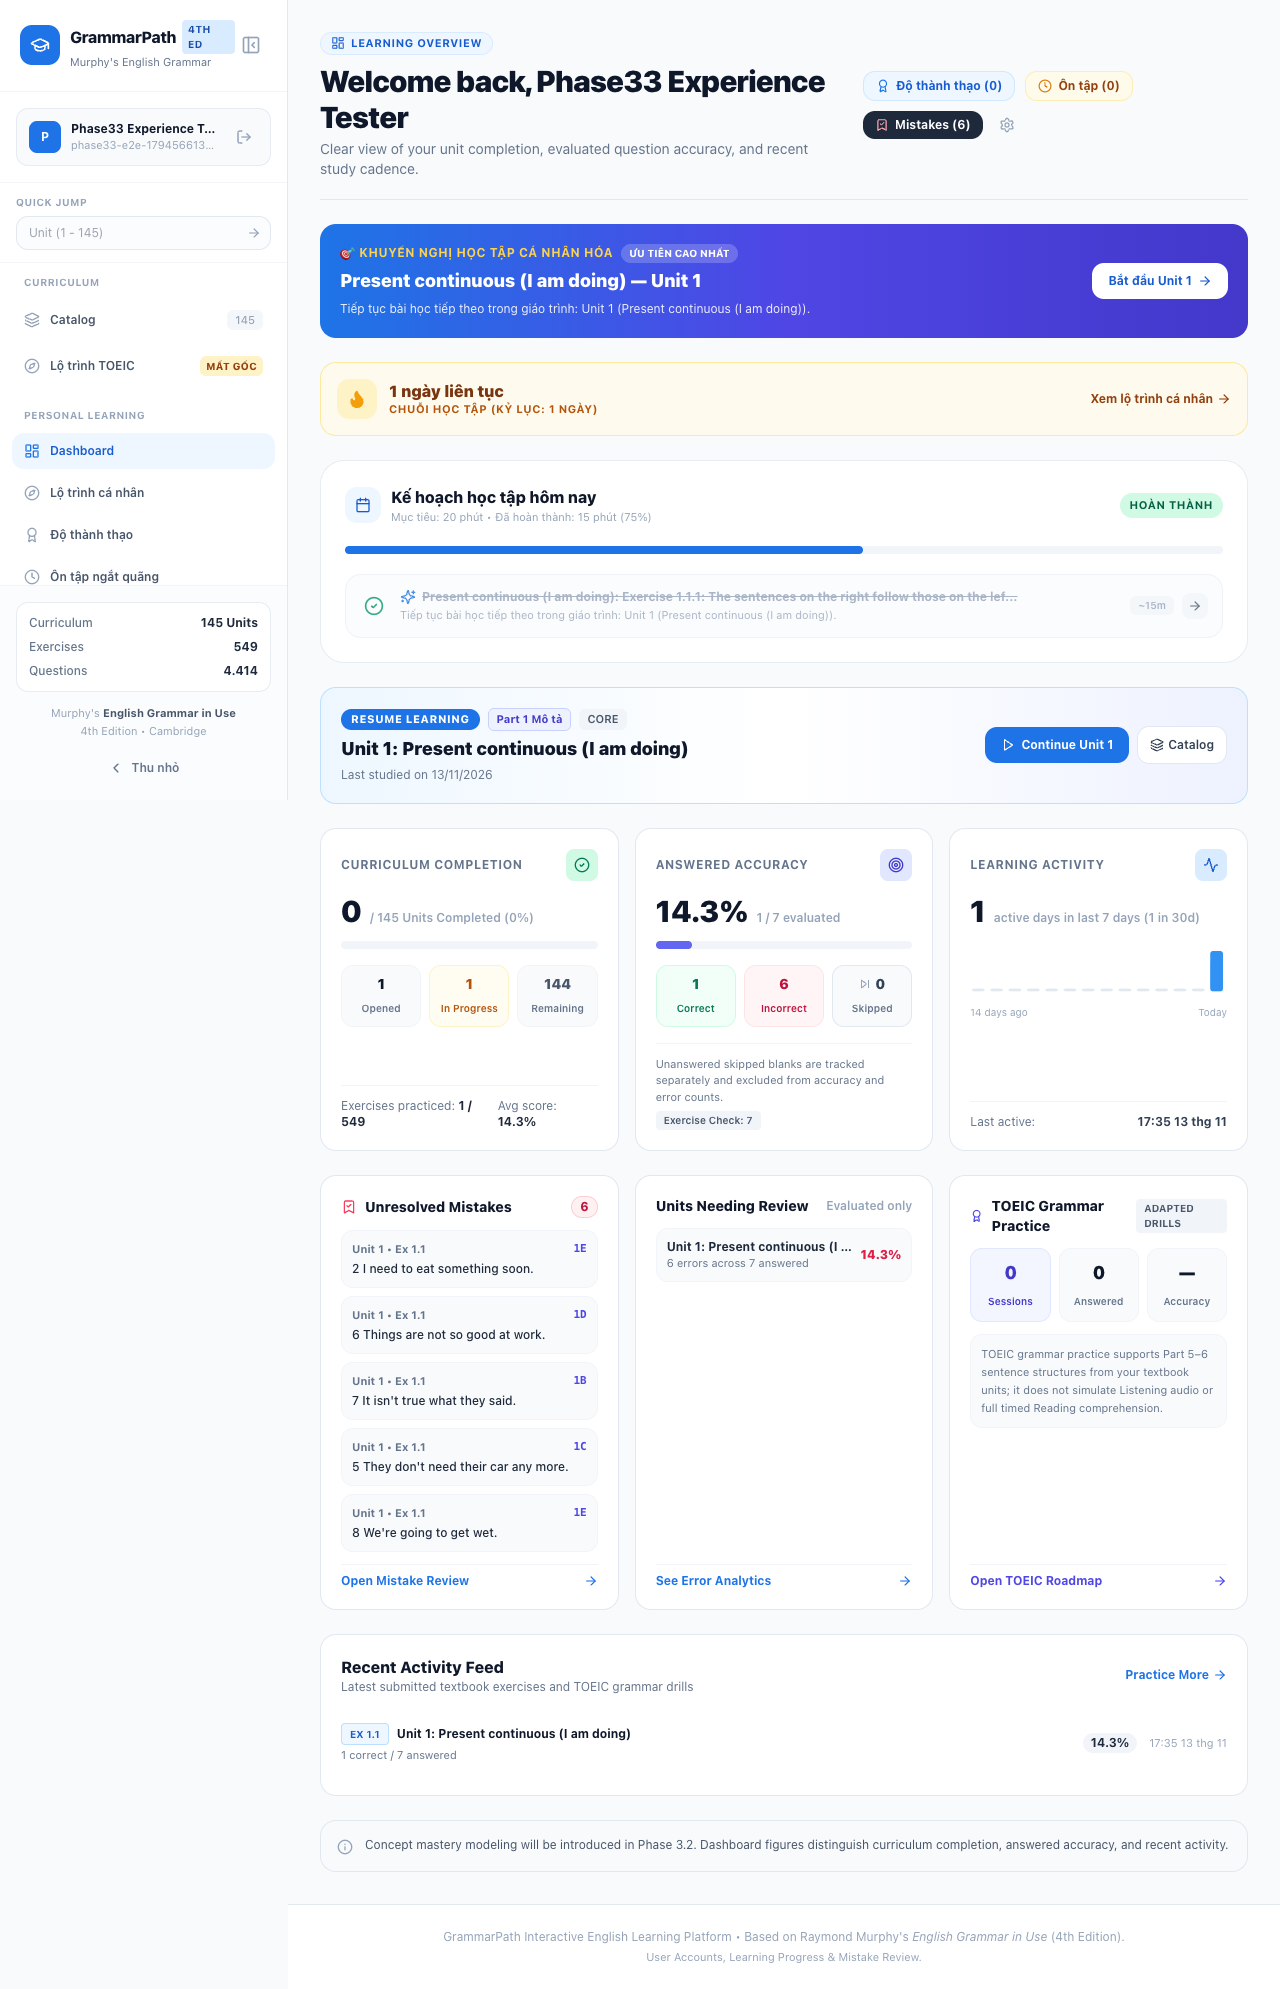 GrammarPath
4TH ED
Murphy's English Grammar
P
Phase33 Experience T...
phase33-e2e-179456613...
QUICK JUMP
Unit (1 - 145)
CURRICULUM
Catalog 145
Lộ trình TOEIC MẤT GỐC
PERSONAL LEARNING
Dashboard
Lộ trình cá nhân
Độ thành thạo
Ôn tập ngắt quãng
Curriculum 145 Units
Exercises 549
Questions 4.414
Murphy's English Grammar in Use
4th Edition • Cambridge
Thu nhỏ
LEARNING OVERVIEW
Welcome back, Phase33 Experience
Tester
Clear view of your unit completion, evaluated question accuracy, and recent
study cadence.
Độ thành thạo (0)
Ôn tập (0)
Mistakes (6)
KHUYẾN NGHỊ HỌC TẬP CÁ NHÂN HÓA ƯU TIÊN CAO NHẤT
Present continuous (I am doing) — Unit 1
Tiếp tục bài học tiếp theo trong giáo trình: Unit 1 (Present continuous (I am doing)).
Bắt đầu Unit 1
1 ngày liên tục
CHUỖI HỌC TẬP (KỶ LỤC: 1 NGÀY)
Xem lộ trình cá nhân
Kế hoạch học tập hôm nay
Mục tiêu: 20 phút • Đã hoàn thành: 15 phút (75%)
HOÀN THÀNH
Present continuous (I am doing): Exercise 1.1.1: The sentences on the right follow those on the lef...
Tiếp tục bài học tiếp theo trong giáo trình: Unit 1 (Present continuous (I am doing)).
~15m
RESUME LEARNING Part 1 Mô tả CORE
Unit 1: Present continuous (I am doing)
Last studied on 13/11/2026
Continue Unit 1
Catalog
CURRICULUM COMPLETION
0 / 145 Units Completed (0%)
1 Opened
1 In Progress
144 Remaining
Exercises practiced: 1 / 549
Avg score: 14.3%
ANSWERED ACCURACY
14.3% 1 / 7 evaluated
1 Correct
6 Incorrect
0 Skipped
Unanswered skipped blanks are tracked
separately and excluded from accuracy and
error counts.
Exercise Check: 7
LEARNING ACTIVITY
1 active days in last 7 days (1 in 30d)
14 days ago Today
Last active: 17:35 13 thg 11
Unresolved Mistakes 6
Unit 1 • Ex 1.1 1E
2 I need to eat something soon.
Unit 1 • Ex 1.1 1D
6 Things are not so good at work.
Unit 1 • Ex 1.1 1B
7 It isn't true what they said.
Unit 1 • Ex 1.1 1C
5 They don't need their car any more.
Unit 1 • Ex 1.1 1E
8 We're going to get wet.
Open Mistake Review
Units Needing Review Evaluated only
Unit 1: Present continuous (I ... 14.3%
6 errors across 7 answered
See Error Analytics
TOEIC Grammar Practice
ADAPTED DRILLS
0 Sessions
0 Answered
— Accuracy
TOEIC grammar practice supports Part 5–6
sentence structures from your textbook
units; it does not simulate Listening audio or
full timed Reading comprehension.
Open TOEIC Roadmap
Recent Activity Feed
Latest submitted textbook exercises and TOEIC grammar drills
Practice More
EX 1.1 Unit 1: Present continuous (I am doing)
1 correct / 7 answered
14.3% 17:35 13 thg 11
Concept mastery modeling will be introduced in Phase 3.2. Dashboard figures distinguish curriculum completion, answered accuracy, and recent activity.
GrammarPath Interactive English Learning Platform • Based on Raymond Murphy's English Grammar in Use (4th Edition).
User Accounts, Learning Progress & Mistake Review.